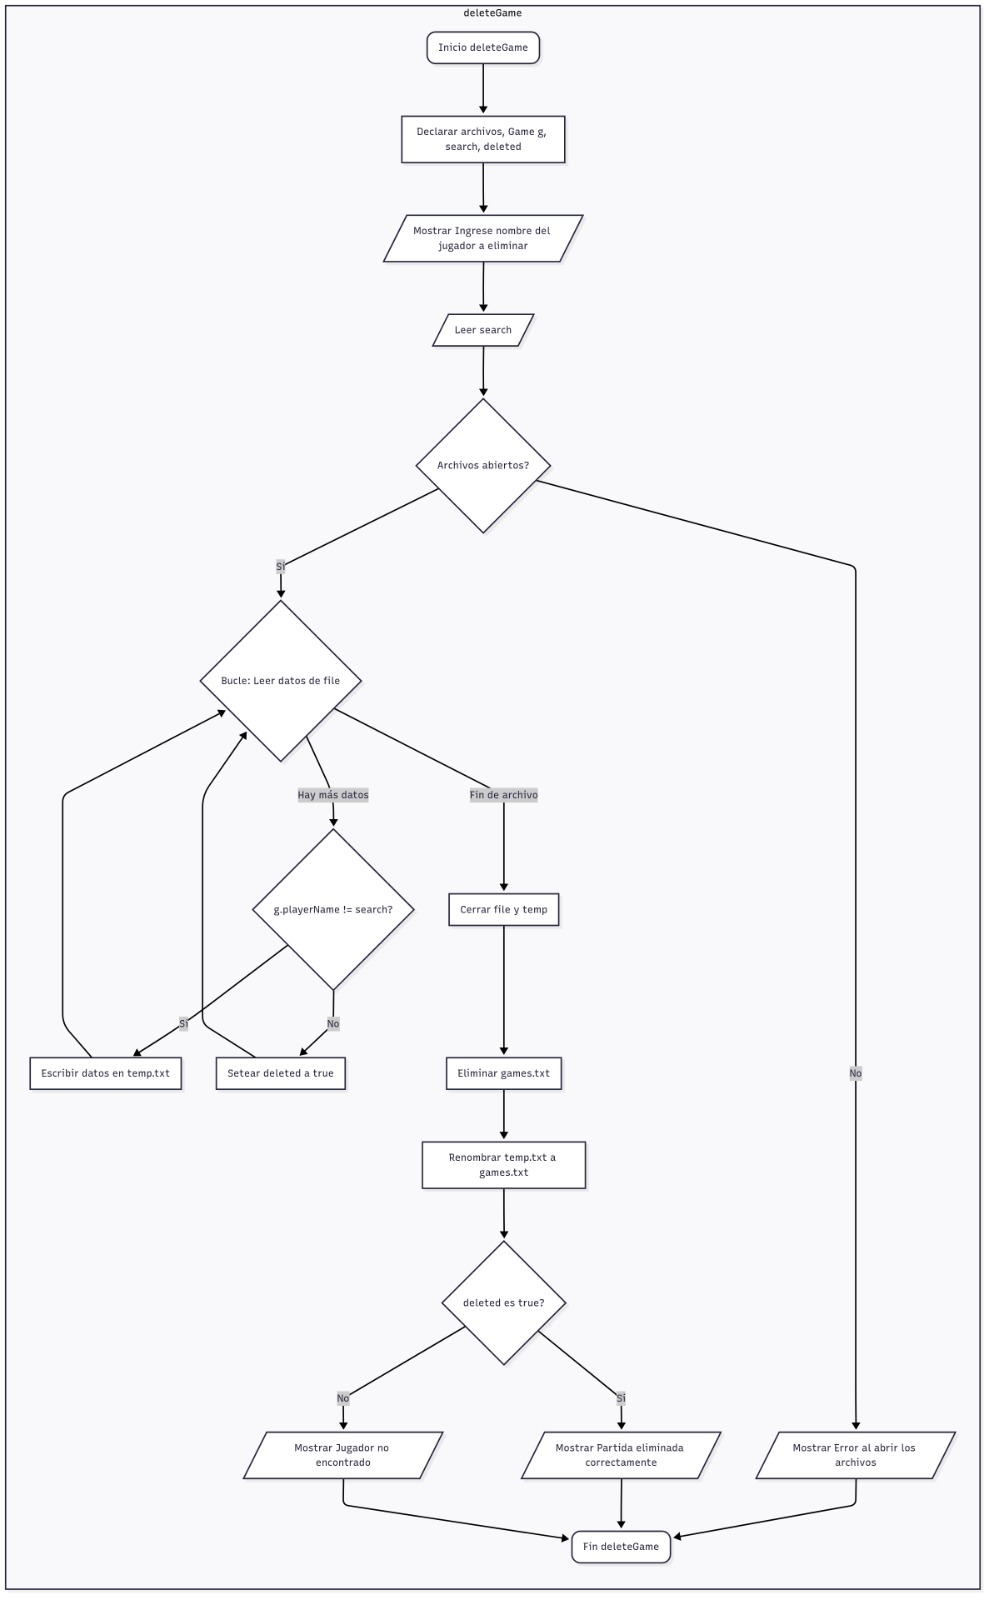 deleteGame
Inicio deleteGame
Declarar archivos, Game g,
search, deleted
Mostrar Ingrese nombre del
jugador a eliminar
Leer search
Archivos abiertos?
Sí
Bucle: Leer datos de file
Hay más datos
Fin de archivo
g.playerName != search?
Cerrar file y temp
Sí
No
Escribir datos en temp.txt
Setear deleted a true
Eliminar games.txt
No
Renombrar temp.txt a
games.txt
deleted es true?
No
Sí
Mostrar Jugador no
encontrado
Mostrar Partida eliminada
correctamente
Mostrar Error al abrir los
archivos
Fin deleteGame